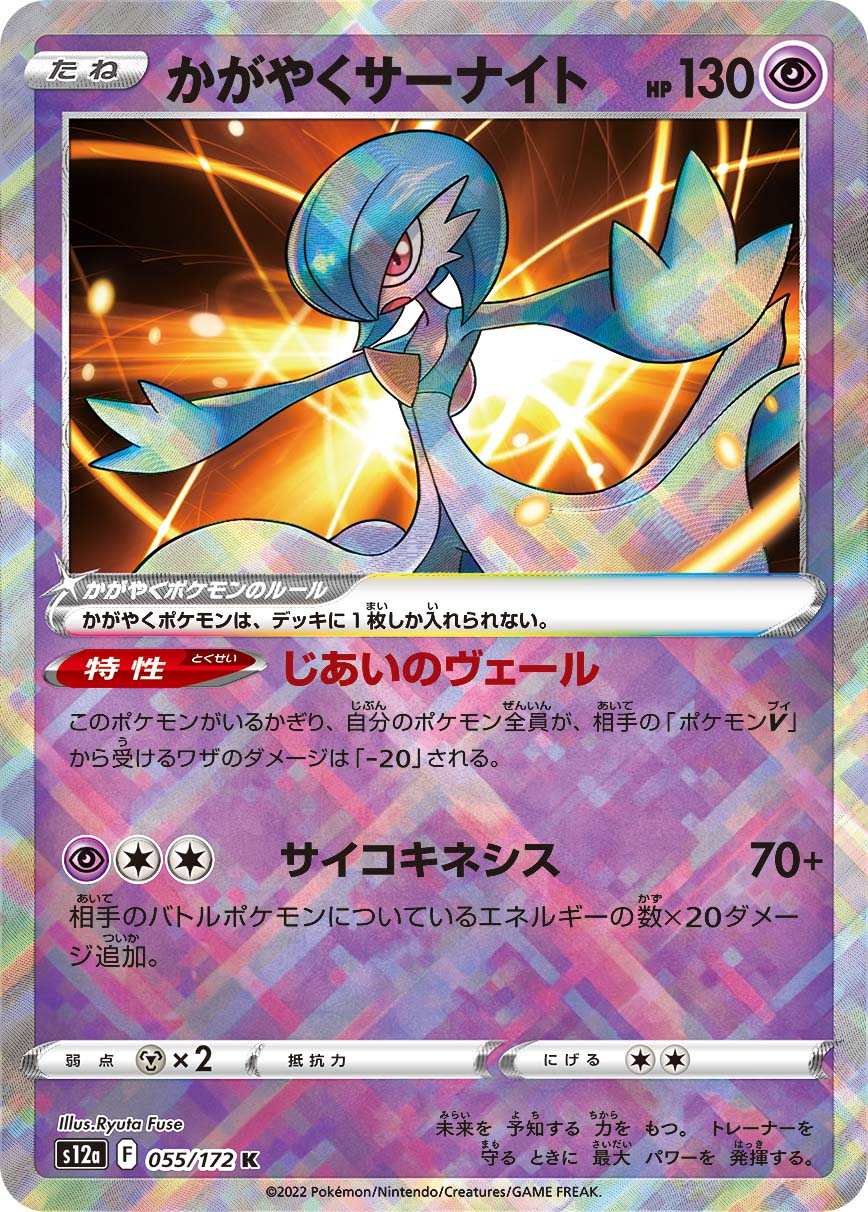 たね かがやくサーナイト HP 130
かがやくポケモンのルール
かがやくポケモンは、デッキに1枚しか入れられない。
特性 とくせい じあいのヴェール
このポケモンがいるかぎり、自分のポケモン全員が、相手の「ポケモンV」
から受けるワザのダメージは「-20」される。
サイコキネシス 70+
相手のバトルポケモンについているエネルギーの数×20ダメー
ジ追加。
弱点 ×2 抵抗力 にげる
Illus.Ryuta Fuse
s12a F 055/172 K
未来を 予知する 力を もつ。 トレーナーを
守る ときに 最大 パワーを 発揮する。
©2022 Pokémon/Nintendo/Creatures/GAME FREAK.